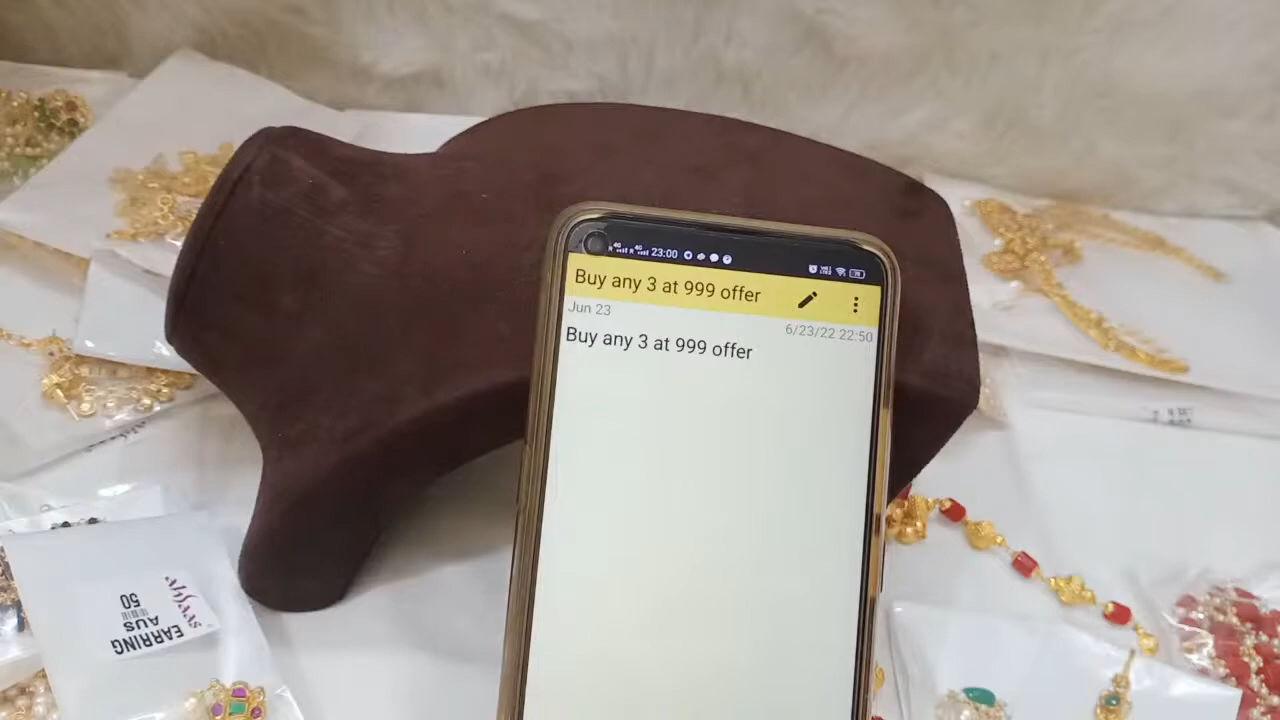 23:00
Buy any 3 at 999 offer
Jun 23
6/23/22 22:50
Buy any 3 at 999 offer
EARRING
AUS
50